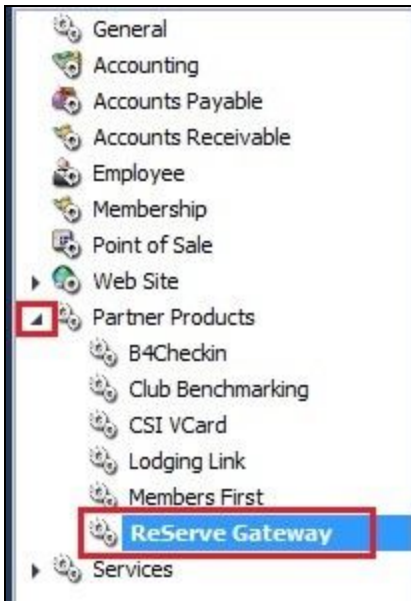 General
Accounting
Accounts Payable
Accounts Receivable
Employee
Membership
Point of Sale
Web Site
Partner Products
B4Checkin
Club Benchmarking
CSI VCard
Lodging Link
Members First
ReServe Gateway
Services